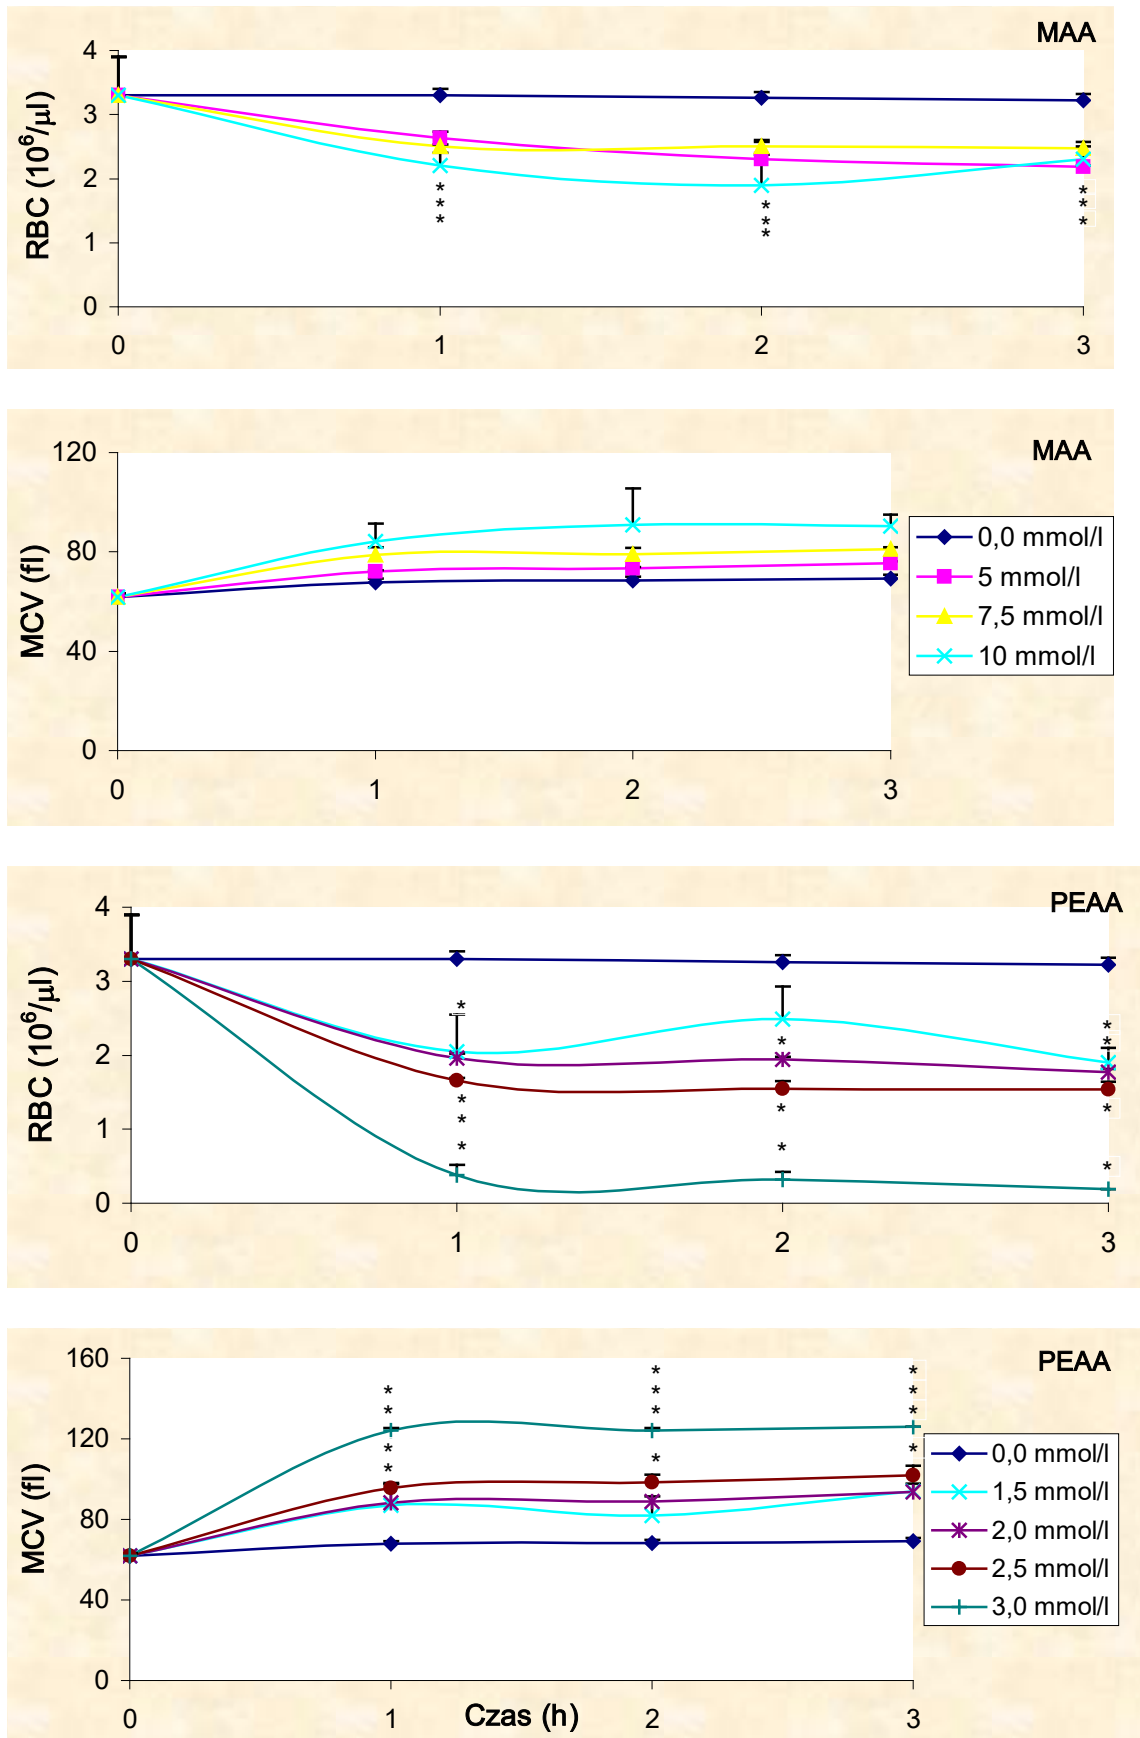 MAA
RBC (10⁶/µl)
4
3
2
1
0
* * *
* * *
* * *
0 1 2 3
MAA
MCV (fl)
120
80
40
0
0 1 2 3
0,0 mmol/l
5 mmol/l
7,5 mmol/l
10 mmol/l
PEAA
RBC (10⁶/µl)
4
3
2
1
0
* * * *
* * *
* * * *
0 1 2 3
PEAA
MCV (fl)
160
120
80
40
0
* * * *
* * * *
* * * *
0 1 2 3
Czas (h)
0,0 mmol/l
1,5 mmol/l
2,0 mmol/l
2,5 mmol/l
3,0 mmol/l